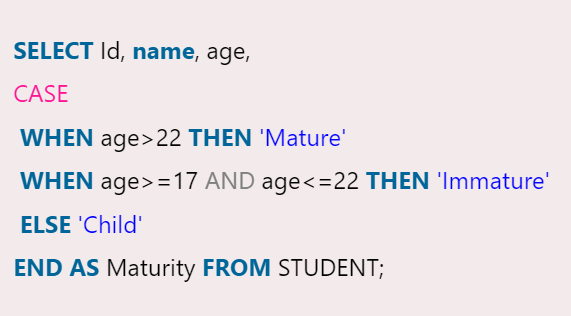 SELECT Id, name, age,
CASE
WHEN age>22 THEN 'Mature'
WHEN age>=17 AND age<=22 THEN 'Immature'
ELSE 'Child'
END AS Maturity FROM STUDENT;